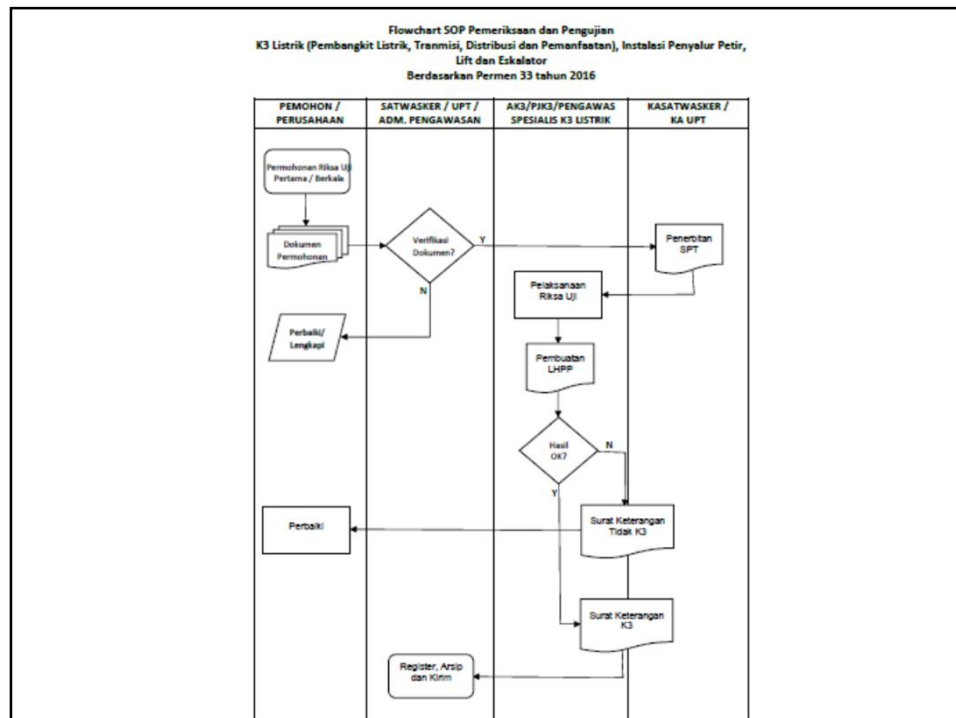 Flowchart SOP Pemeriksaan dan Pengujian
K3 Listrik (Pembangkit Listrik, Tranmisi, Distribusi dan Pemanfaatan), Instalasi Penyalur Petir,
Lift dan Eskalator
Berdasarkan Permen 33 tahun 2016
PEMOHON /
PERUSAHAAN
SATWASKER / UPT /
ADM. PENGAWASAN
AK3/PJK3/PENGAWAS
SPESIALIS K3 LISTRIK
KASATWASKER /
KA UPT
Permohonan Riksa Uji
Pertama / Berkala
Dokumen
Permohonan
Verifikasi
Dokumen?
Y
N
Penerbitan
SPT
Pelaksanaan
Riksa Uji
Perbaiki/
Lengkapi
Pembuatan
LHPP
Hasil
OK?
N
Y
Perbaiki
Surat Keterangan
Tidak K3
Surat Keterangan
K3
Register, Arsip
dan Kirim